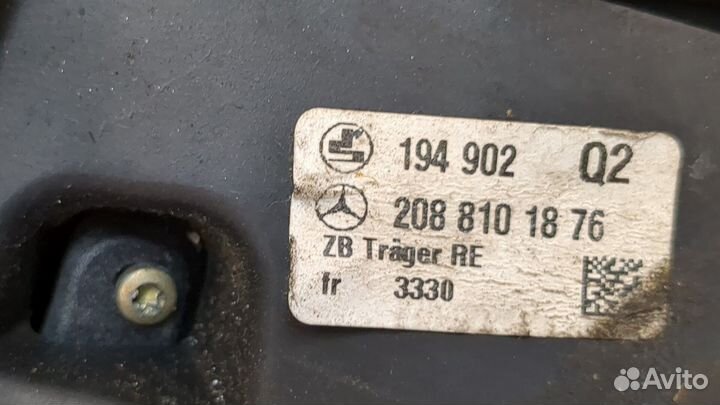 194 902 Q2
208 810 18 76
ZB Träger RE
fr 3330
Avito